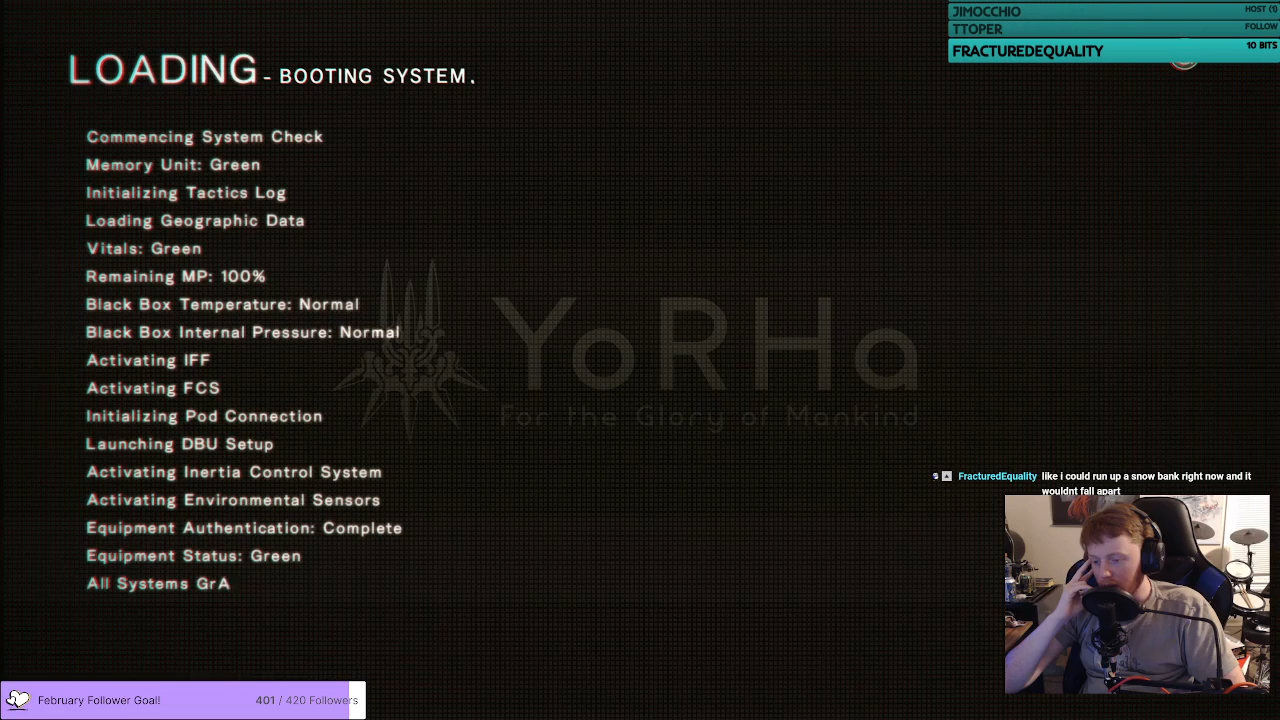 JIMOCCHIO HOST (1)
TTOPER FOLLOW
FRACTUREDEQUALITY 10 BITS
LOADING - BOOTING SYSTEM.
Commencing System Check
Memory Unit: Green
Initializing Tactics Log
Loading Geographic Data
Vitals: Green
Remaining MP: 100%
Black Box Temperature: Normal
Black Box Internal Pressure: Normal
Activating IFF
Activating FCS
Initializing Pod Connection
Launching DBU Setup
Activating Inertia Control System
Activating Environmental Sensors
Equipment Authentication: Complete
Equipment Status: Green
All Systems GrA
YoRHa
For the Glory of Mankind
FracturedEquality like i could run up a snow bank right now and it
wouldnt fall apart
February Follower Goal! 401 / 420 Followers